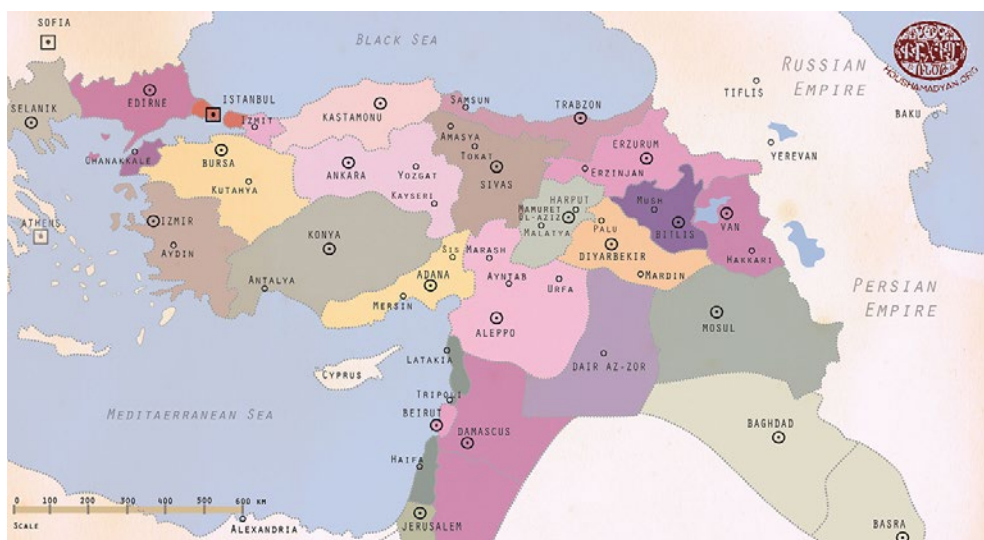 SOFIA
BLACK SEA
RUSSIAN
EMPIRE
HOUSHAMADYAN.ORG
SELANIK
EDIRNE
ISTANBUL
IZMIT
KASTAMONU
SAMSUN
TRABZON
TIFLIS
BAKU
CHANAKKALE
BURSA
AMASYA
TOKAT
ERZURUM
YEREVAN
KUTAHYA
ANKARA
YOZGAT
SIVAS
ERZINJAN
KAYSERI
HARPUT
MAMURET
UL-AZIZ
MALATYA
PALU
MUGH
BITLIS
VAN
ATHENS
IZMIR
AYDIN
KONYA
SIS
MARASH
DIYARBEKIR
HAKKARI
ANTALYA
ADANA
AYNTAB
URFA
MARDIN
MERSIN
PERSIAN
EMPIRE
ALEPPO
MOSUL
LATAKIA
DAIR AZ-ZOR
CYPRUS
TRIPOLI
MEDITAERRANEAN SEA
BEIRUT
DAMASCUS
BAGHDAD
HAIFA
0 100 200 300 400 500 600 KM
SCALE
ALEXANDRIA
JERUSALEM
BASRA